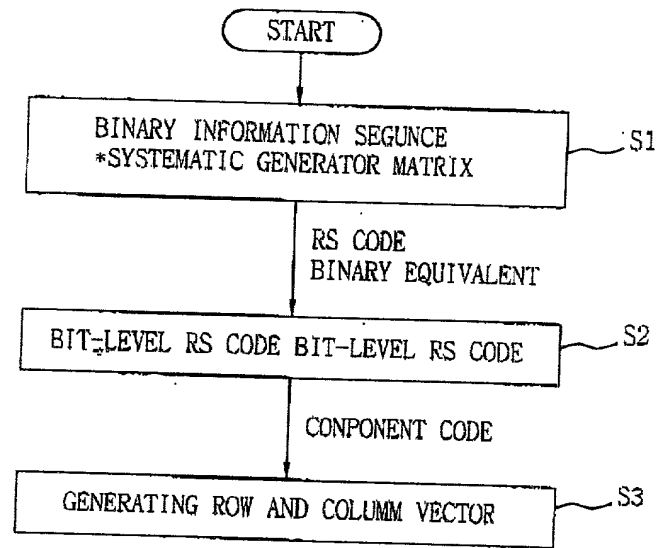 START
BINARY INFORMATION SEGUNCE
*SYSTEMATIC GENERATOR MATRIX
S1
RS CODE
BINARY EQUIVALENT
BIT-LEVEL RS CODE BIT-LEVEL RS CODE
S2
CONPONENT CODE
GENERATING ROW AND COLUMM VECTOR
S3